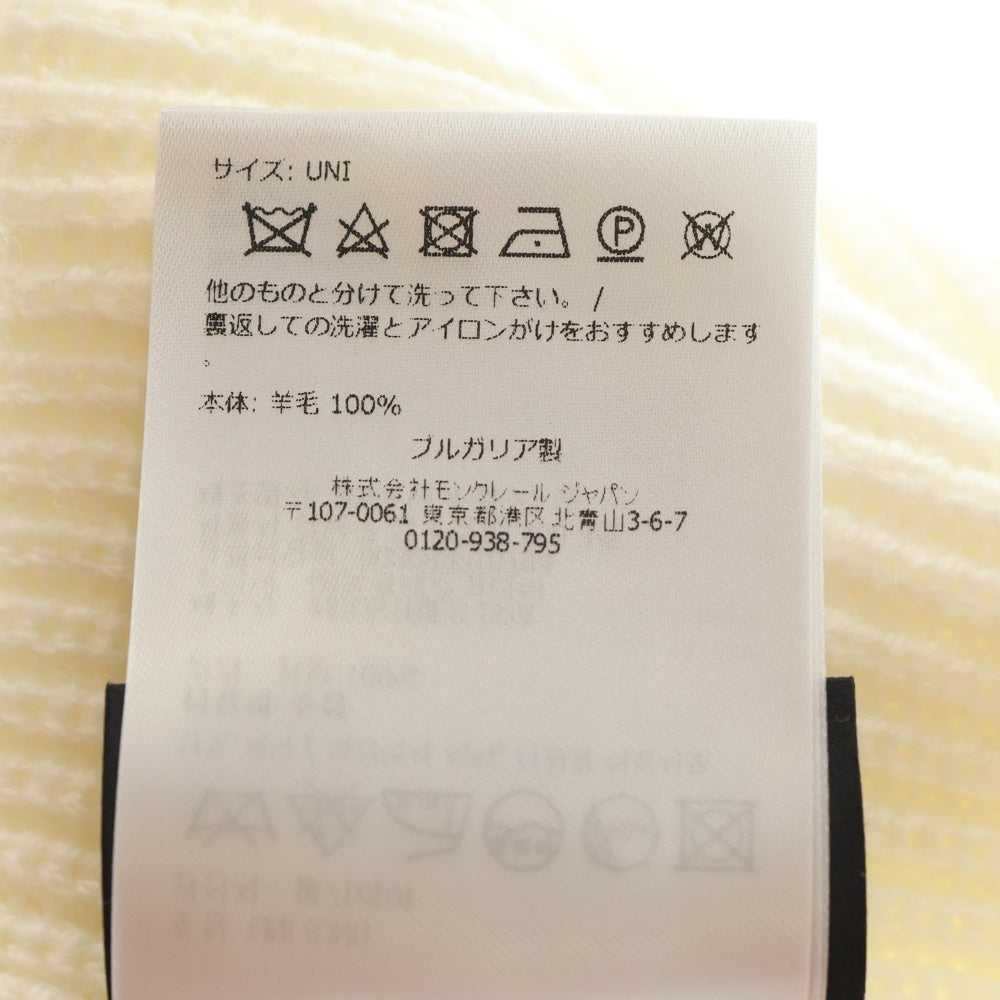 サイズ: UNI
P W
他のものと分けて洗って下さい。 /
裏返しての洗濯とアイロンがけをおすすめします
。
本体: 羊毛 100%
ブルガリア製
株式会社モンクレール ジャパン
〒107-0061 東京都港区北青山3-6-7
0120-938-795